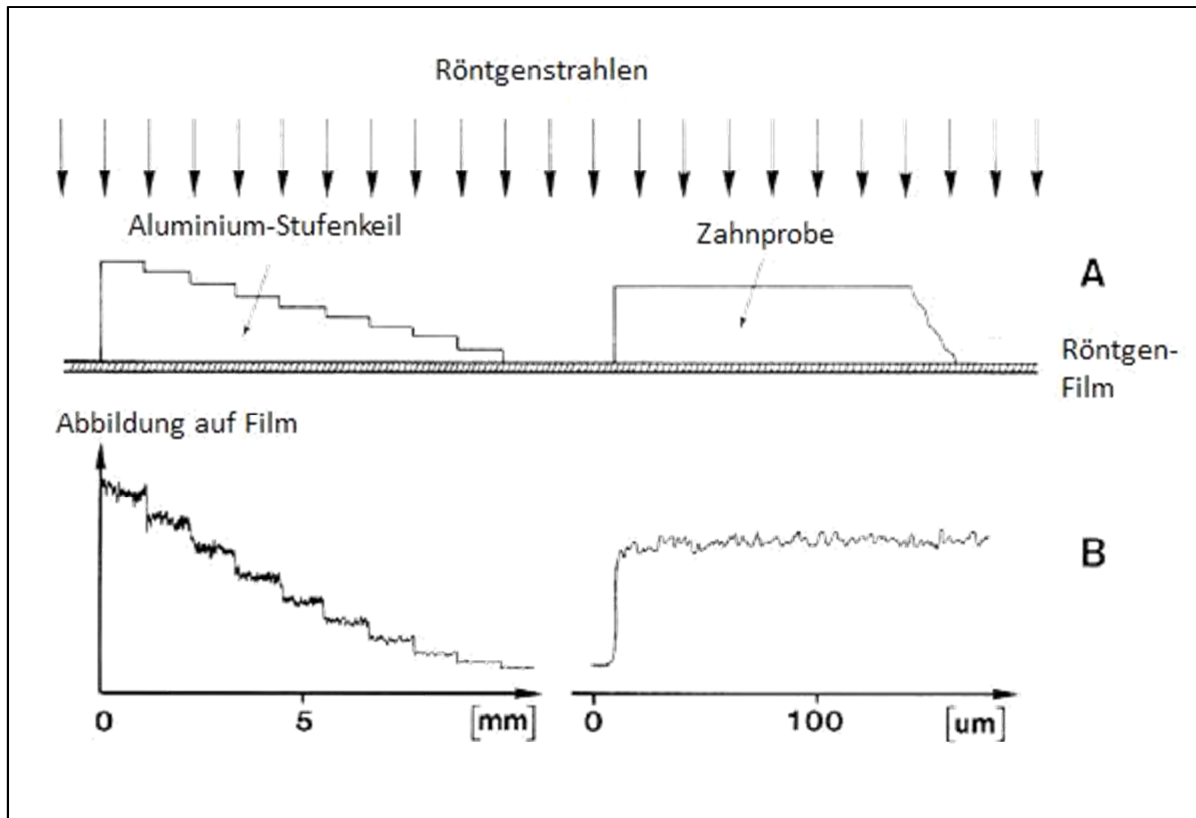 Röntgenstrahlen
Aluminium-Stufenkeil
Zahnprobe
A
Röntgen-
Film
Abbildung auf Film
B
0 5 [mm] 0 100 [um]